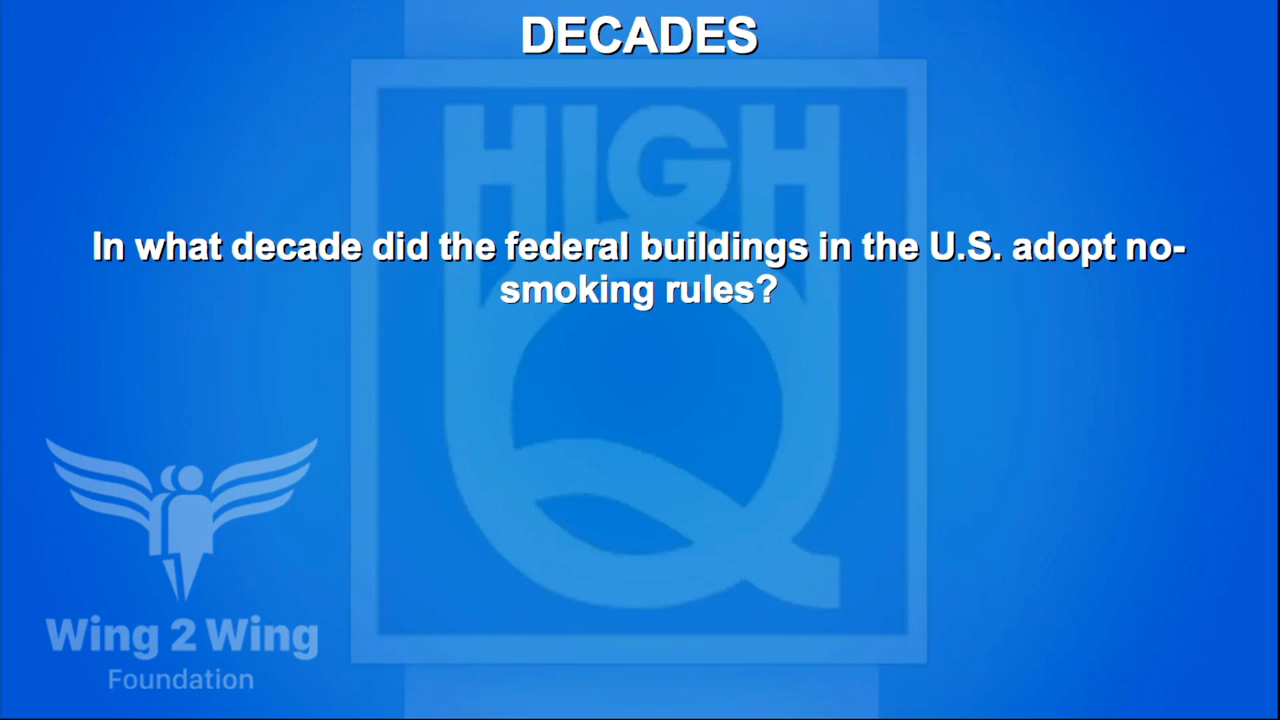 DECADES
HIGH
Q
In what decade did the federal buildings in the U.S. adopt no-
smoking rules?
Wing 2 Wing
Foundation